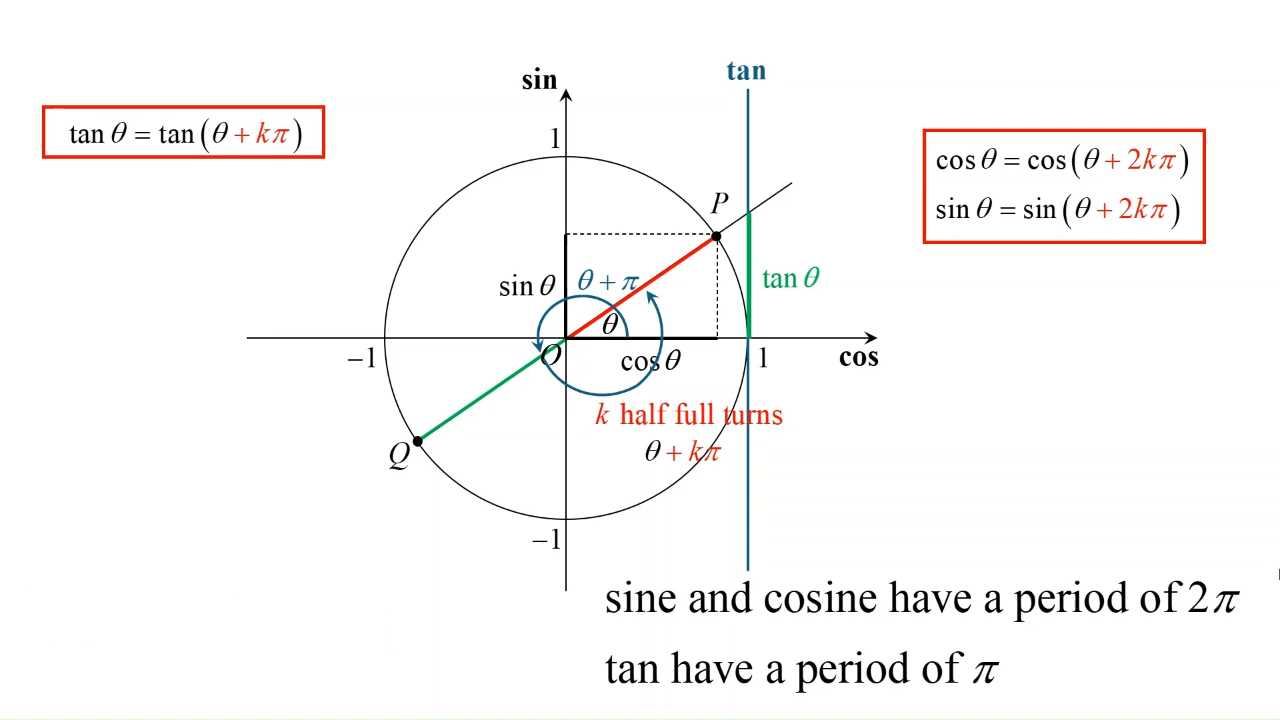 tan
sin
tan θ = tan(θ + kπ)
1
cos θ = cos(θ + 2kπ)
sin θ = sin(θ + 2kπ)
P
sin θ
θ + π
tan θ
θ
–1
O
cos θ
1
cos
k half full turns
θ + kπ
Q
–1
sine and cosine have a period of 2π
tan have a period of π